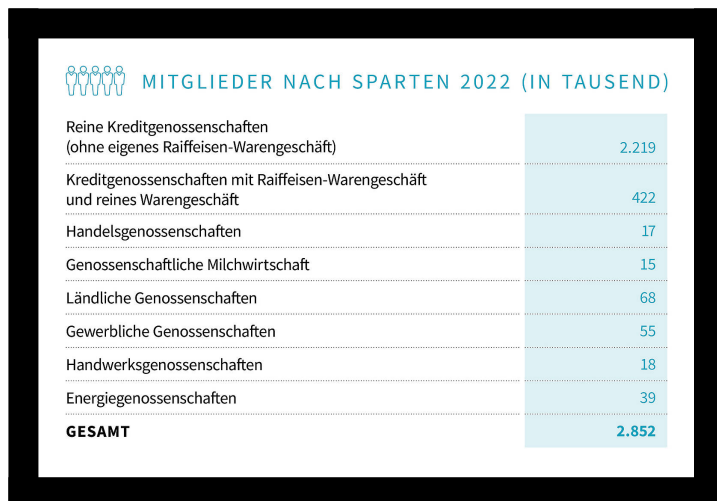 MITGLIEDER NACH SPARTEN 2022 (IN TAUSEND)
Reine Kreditgenossenschaften
(ohne eigenes Raiffeisen-Warengeschäft) 2.219
Kreditgenossenschaften mit Raiffeisen-Warengeschäft
und reines Warengeschäft 422
Handelsgenossenschaften 17
Genossenschaftliche Milchwirtschaft 15
Ländliche Genossenschaften 68
Gewerbliche Genossenschaften 55
Handwerksgenossenschaften 18
Energiegenossenschaften 39
GESAMT 2.852